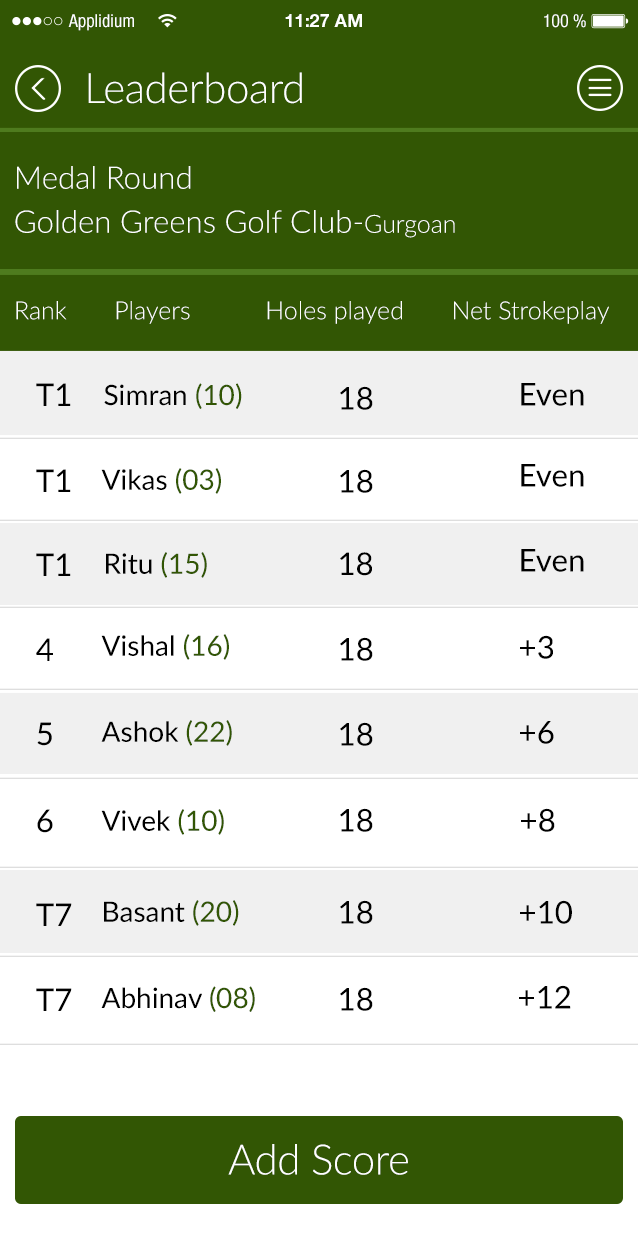 Applidium 11:27 AM 100 %
Leaderboard
Medal Round
Golden Greens Golf Club-Gurgoan
Rank Players Holes played Net Strokeplay
T1 Simran (10) 18 Even
T1 Vikas (03) 18 Even
T1 Ritu (15) 18 Even
4 Vishal (16) 18 +3
5 Ashok (22) 18 +6
6 Vivek (10) 18 +8
T7 Basant (20) 18 +10
T7 Abhinav (08) 18 +12
Add Score